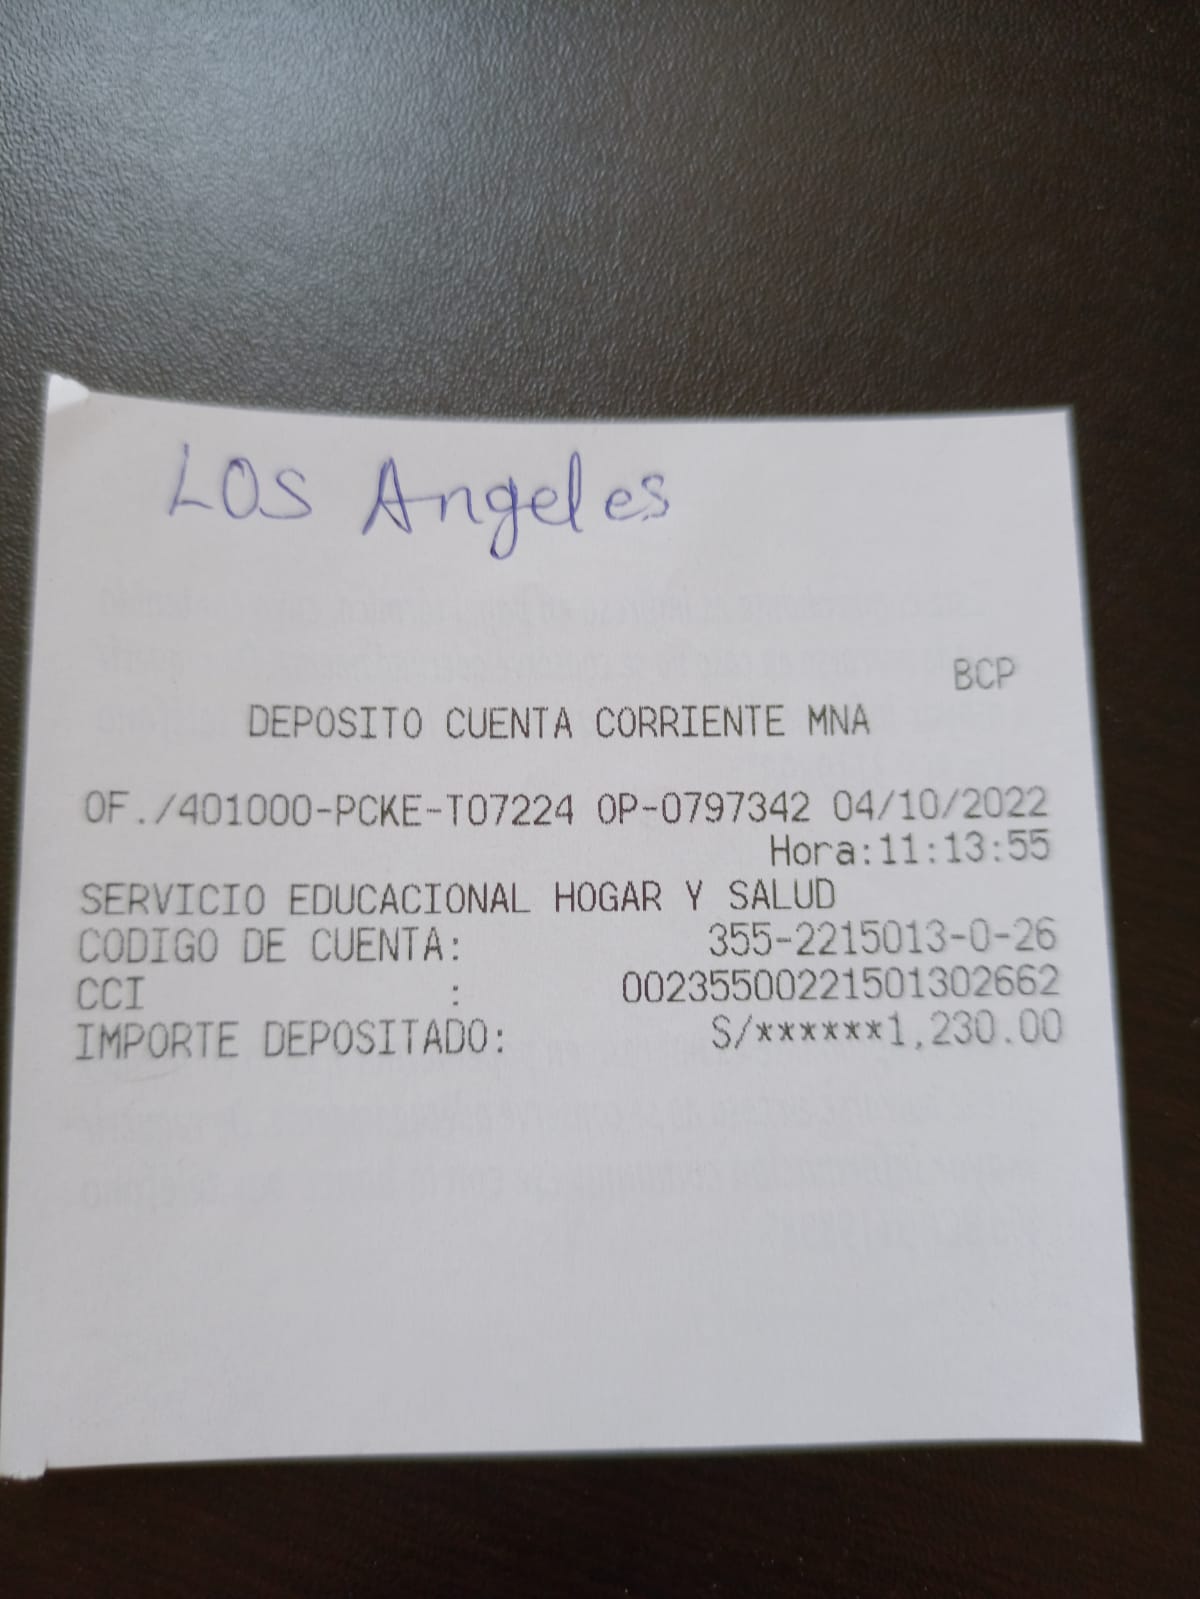 LOS Angeles
BCP
DEPOSITO CUENTA CORRIENTE MNA
OF./401000-PCKE-T07224 OP-0797342 04/10/2022
Hora:11:13:55
SERVICIO EDUCACIONAL HOGAR Y SALUD
CODIGO DE CUENTA: 355-2215013-0-26
CCI : 00235500221501302662
IMPORTE DEPOSITADO: S/******1,230.00